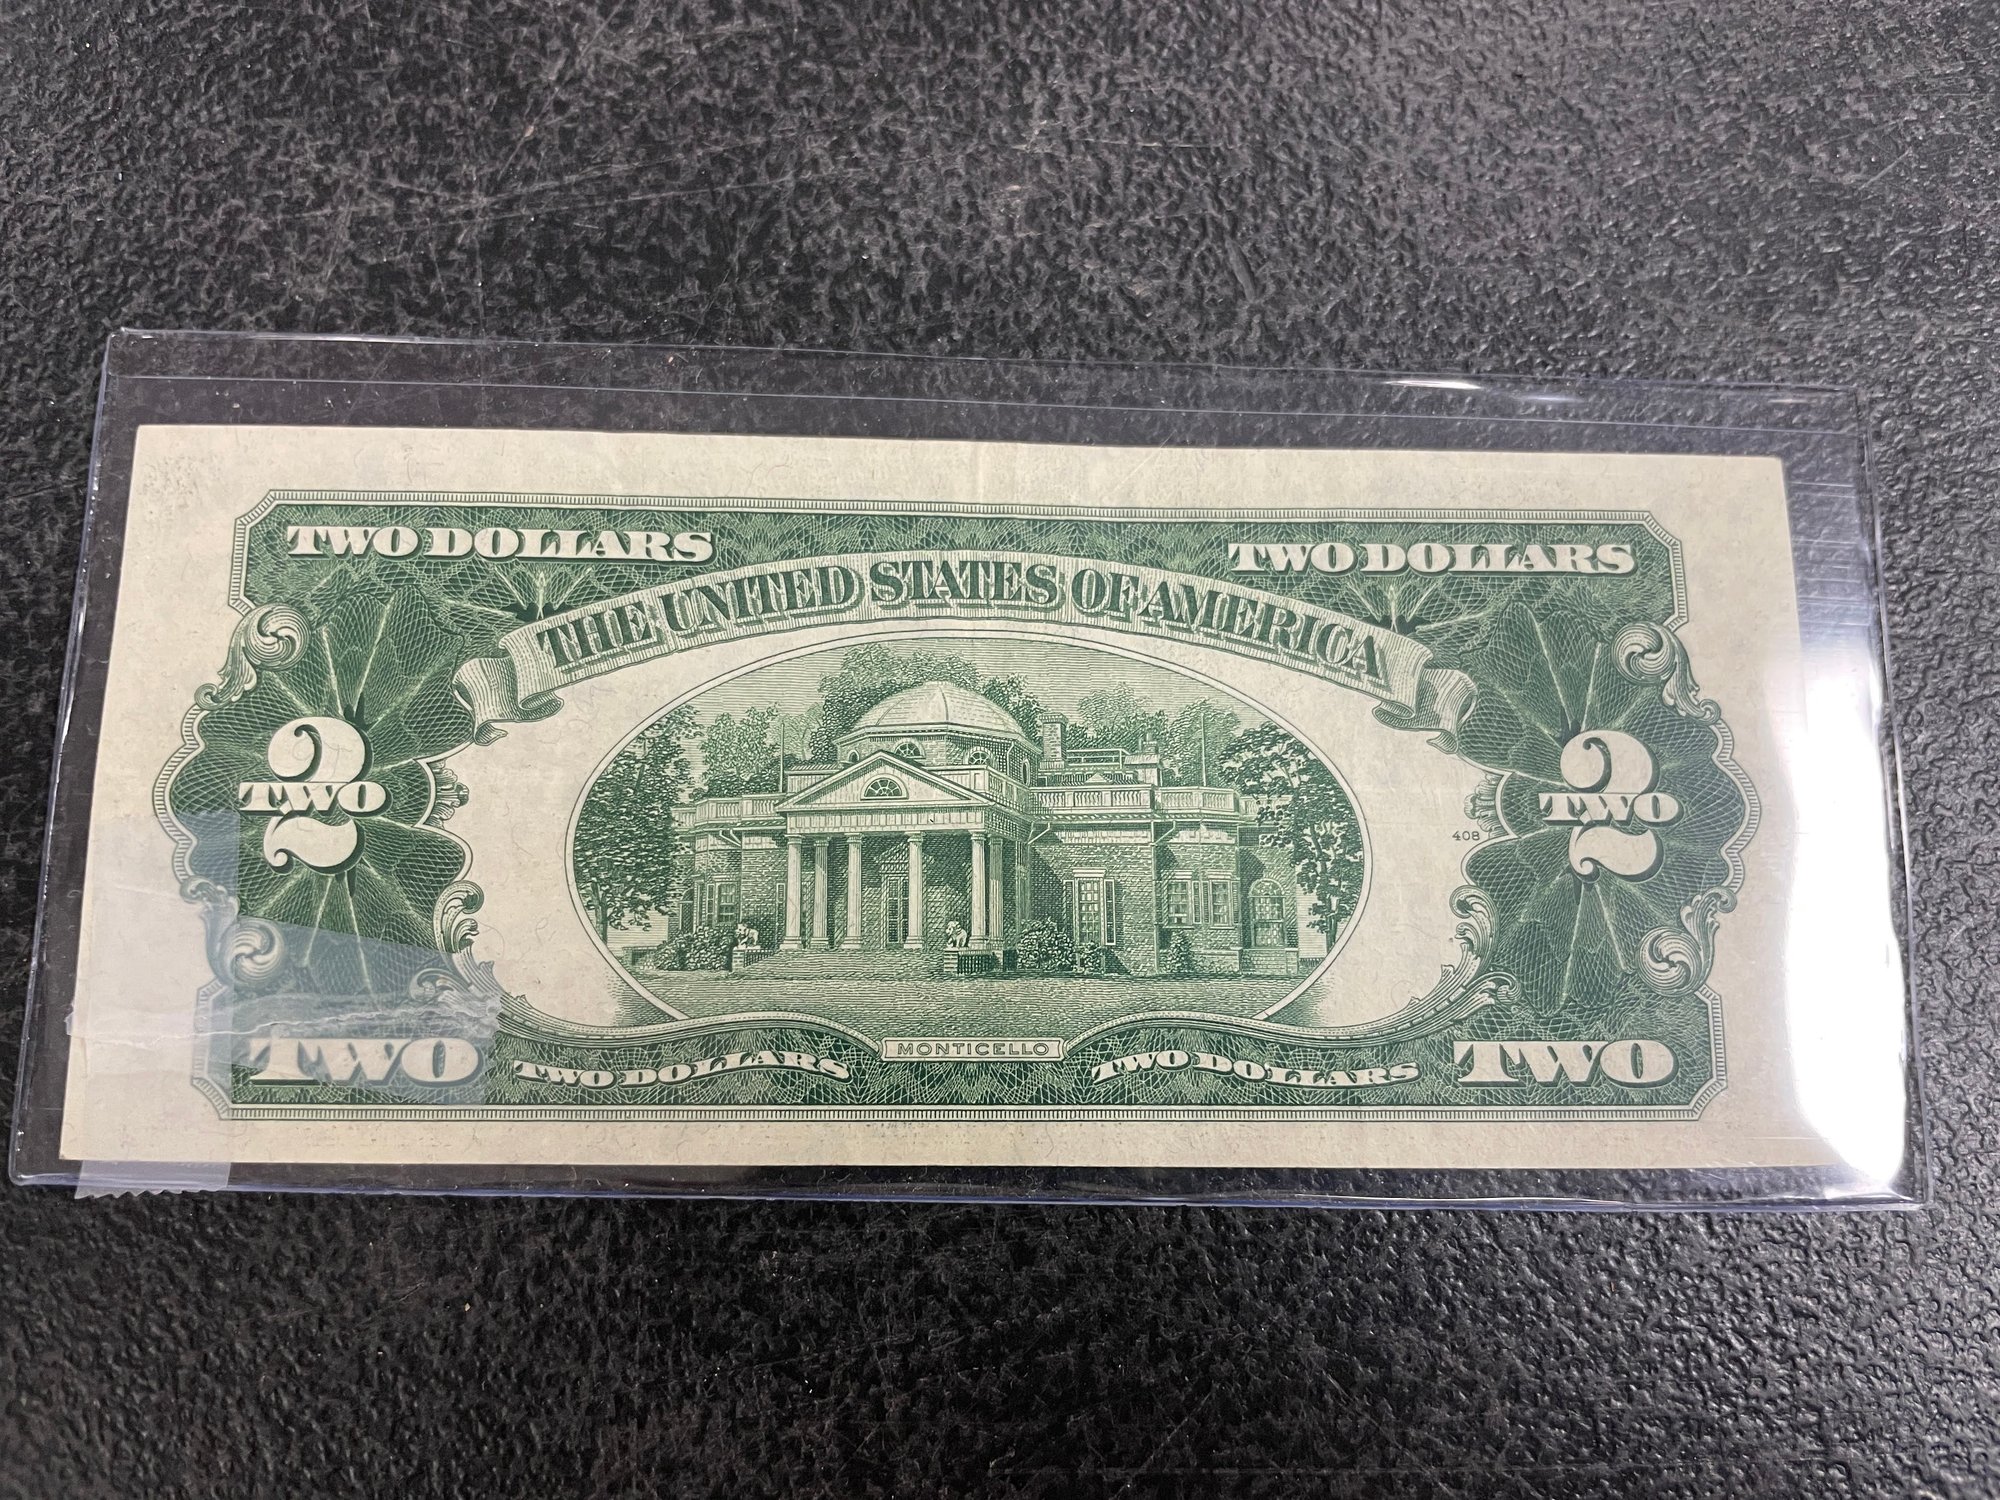 TWO DOLLARS
TWO DOLLARS
THE UNITED STATES OF AMERICA
2
TWO
2
TWO
408
TWO
TWO DOLLARS
MONTICELLO
TWO DOLLARS
TWO